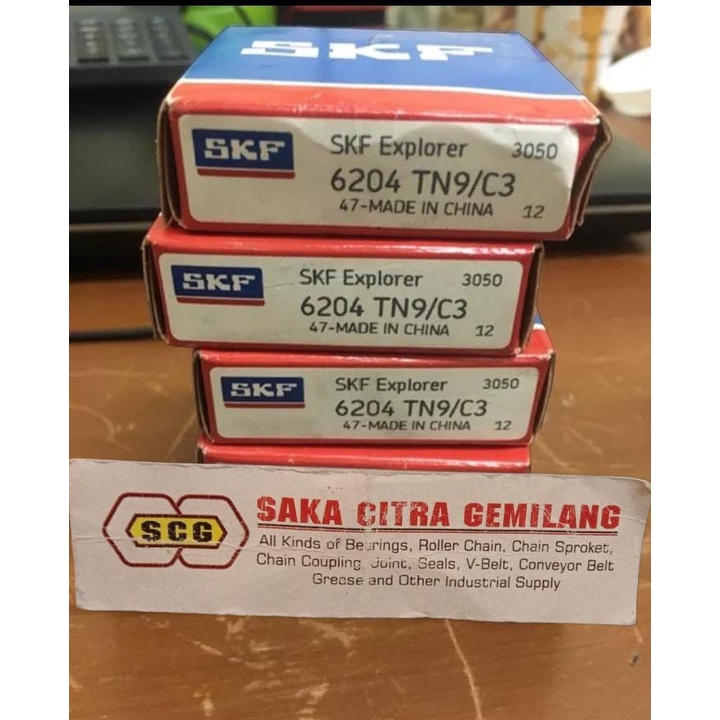 SKF
SKF
SKF Explorer 3050
6204 TN9/C3
47-MADE IN CHINA 12
SKF
SKF Explorer 3050
6204 TN9/C3
47-MADE IN CHINA 12
SKF
SKF Explorer 3050
6204 TN9/C3
47-MADE IN CHINA 12
SCG
SAKA CITRA GEMILANG
All Kinds of Bearings, Roller Chain, Chain Sproket,
Chain Coupling, Joint, Seals, V-Belt, Conveyor Belt
Grease and Other Industrial Supply